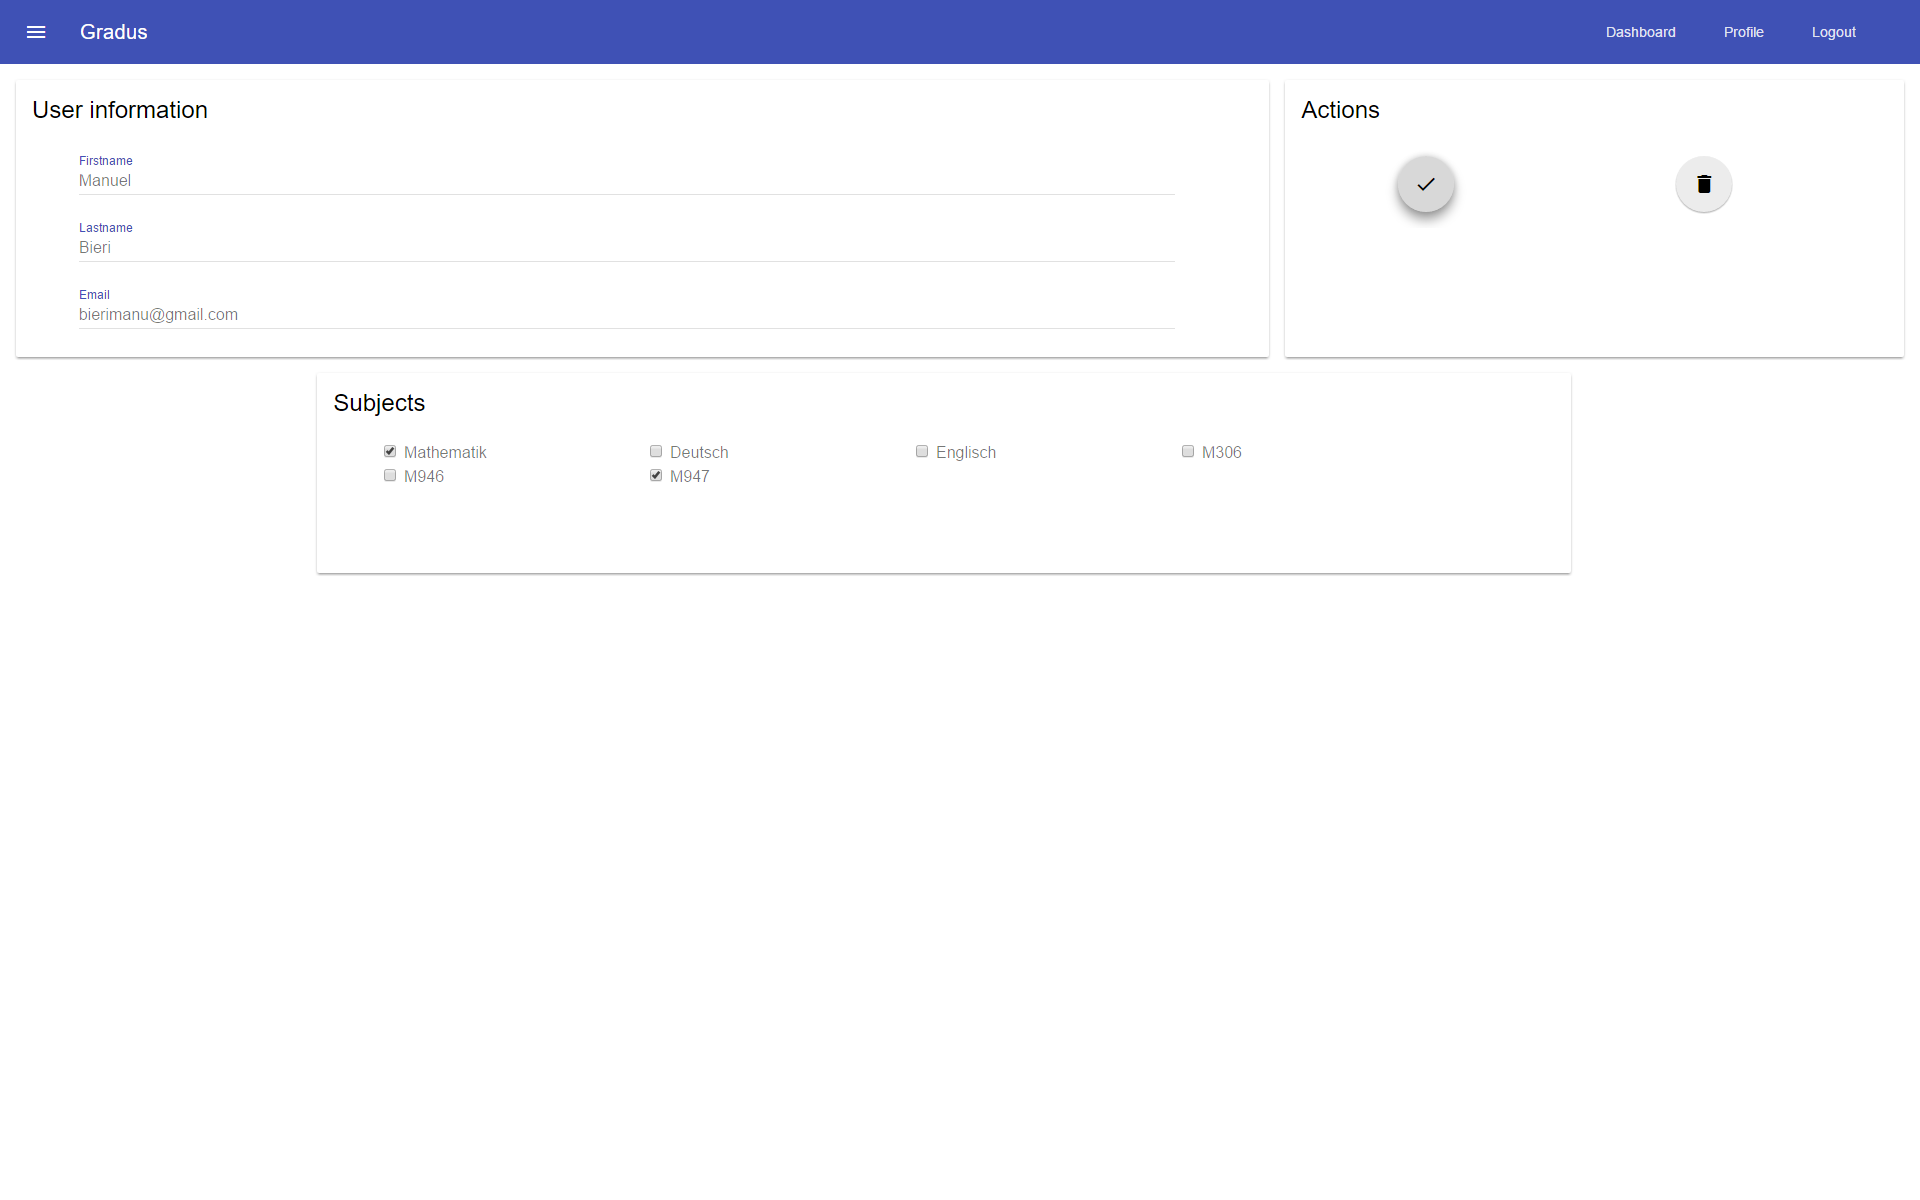 Gradus Dashboard Profile Logout
User information
Firstname
Manuel
Lastname
Bieri
Email
bierimanu@gmail.com
Actions
Subjects
Mathematik Deutsch Englisch M306
M946 M947